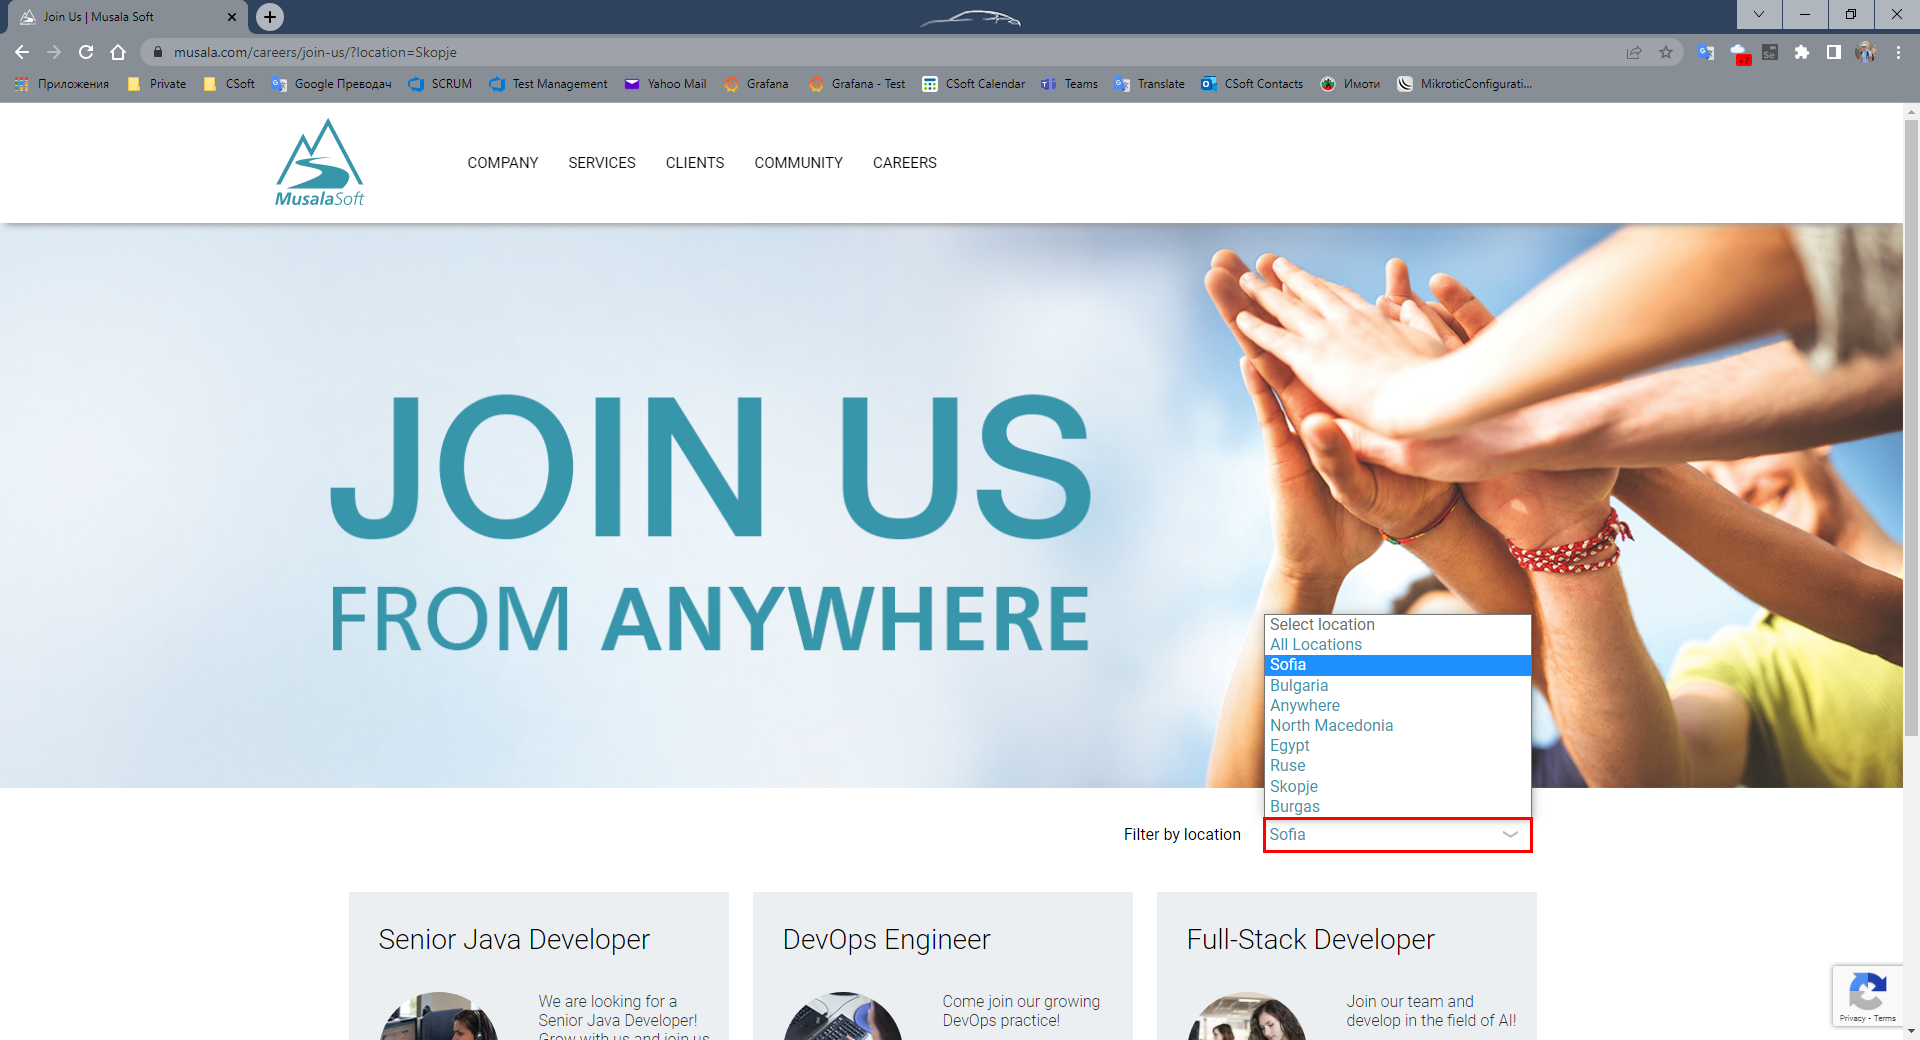 Join Us | Musala Soft
musala.com/careers/join-us/?location=Skopje
Приложения Private CSoft Google Преводач SCRUM Test Management Yahoo Mail Grafana Grafana - Test CSoft Calendar Teams Translate CSoft Contacts Имоти MikroticConfigurati...
MusalaSoft
COMPANY SERVICES CLIENTS COMMUNITY CAREERS
JOIN US
FROM ANYWHERE
Select location
All Locations
Sofia
Bulgaria
Anywhere
North Macedonia
Egypt
Ruse
Skopje
Burgas
Filter by location Sofia
Senior Java Developer
We are looking for a
Senior Java Developer!
Grow with us and join us
DevOps Engineer
Come join our growing
DevOps practice!
Full-Stack Developer
Join our team and
develop in the field of AI!
Privacy - Terms